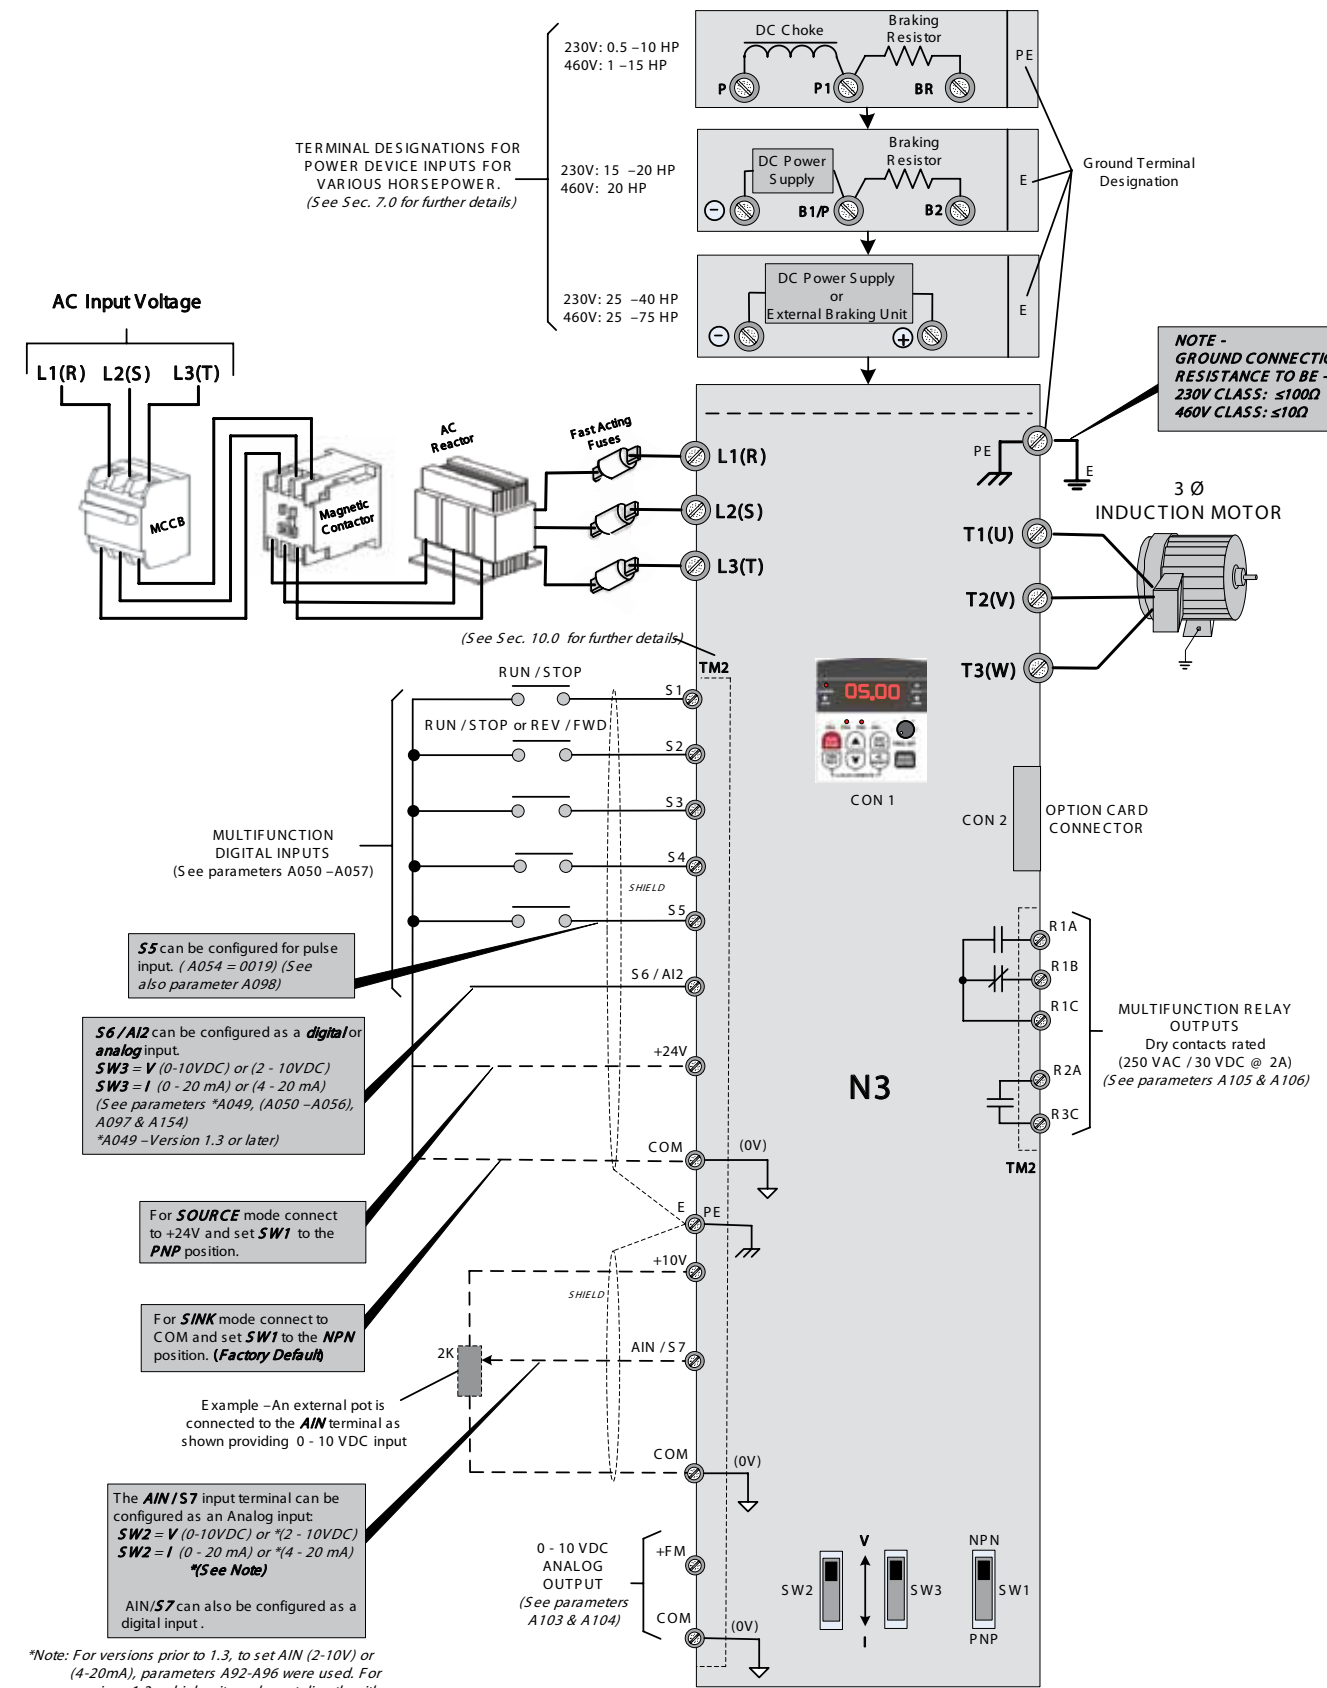 DC Choke
Braking
Resistor
230V: 0.5 –10 HP
460V: 1 –15 HP
P
P1
BR
PE
TERMINAL DESIGNATIONS FOR
POWER DEVICE INPUTS FOR
VARIOUS HORSEPOWER.
(See Sec. 7.0 for further details)
230V: 15 –20 HP
460V: 20 HP
DC Power
Supply
Braking
Resistor
–
B1/P
B2
E
Ground Terminal
Designation
230V: 25 –40 HP
460V: 25 –75 HP
DC Power Supply
or
External Braking Unit
–
+
E
AC Input Voltage
L1(R) L2(S) L3(T)
NOTE -
GROUND
RESISTANCE TO BE -
230V CLASS: ≤100Ω
460V CLASS: ≤10Ω
MCCB
Magnetic
Contactor
AC
Reactor
Fast Acting
Fuses
L1(R)
L2(S)
L3(T)
PE
E
3 Ø
INDUCTION MOTOR
T1(U)
T2(V)
T3(W)
(See Sec. 10.0 for further details)
TM2
RUN / STOP
S1
RUN / STOP or REV / FWD
S2
S3
S4
SHIELD
S5
MULTIFUNCTION
DIGITAL INPUTS
(See parameters A050 –A057)
05.00
CON 1
CON 2
OPTION CARD
CONNECTOR
S5 can be configured for pulse
input. ( A054 = 0019) (See
also parameter A098)
S6 / AI2
S6 / AI2 can be configured as a digital or
analog input.
SW3 = V (0-10VDC) or (2 - 10VDC)
SW3 = I (0 - 20 mA) or (4 - 20 mA)
(See parameters *A049, (A050 –A056),
A097 & A154)
*A049 –Version 1.3 or later)
+24V
N3
R1A
R1B
R1C
R2A
R3C
MULTIFUNCTION RELAY
OUTPUTS
Dry contacts rated
(250 VAC / 30 VDC @ 2A)
(See parameters A105 & A106)
TM2
COM
(0V)
For SOURCE mode connect
to +24V and set SW1 to the
PNP position.
E
PE
+10V
SHIELD
For SINK mode connect to
COM and set SW1 to the NPN
position. (Factory Default)
2K
AIN / S7
Example –An external pot is
connected to the AIN terminal as
shown providing 0 - 10 VDC input
COM
(0V)
The AIN / S7 input terminal can be
configured as an Analog input:
SW2 = V (0-10VDC) or *(2 - 10VDC)
SW2 = I (0 - 20 mA) or *(4 - 20 mA)
*(See Note)
AIN/S7 can also be configured as a
digital input .
0 - 10 VDC
ANALOG
OUTPUT
(See parameters
A103 & A104)
+FM
COM
(0V)
V
I
SW2
SW3
NPN
SW1
PNP
*Note: For versions prior to 1.3, to set AIN (2-10V) or
(4-20mA), parameters A92-A96 were used. For